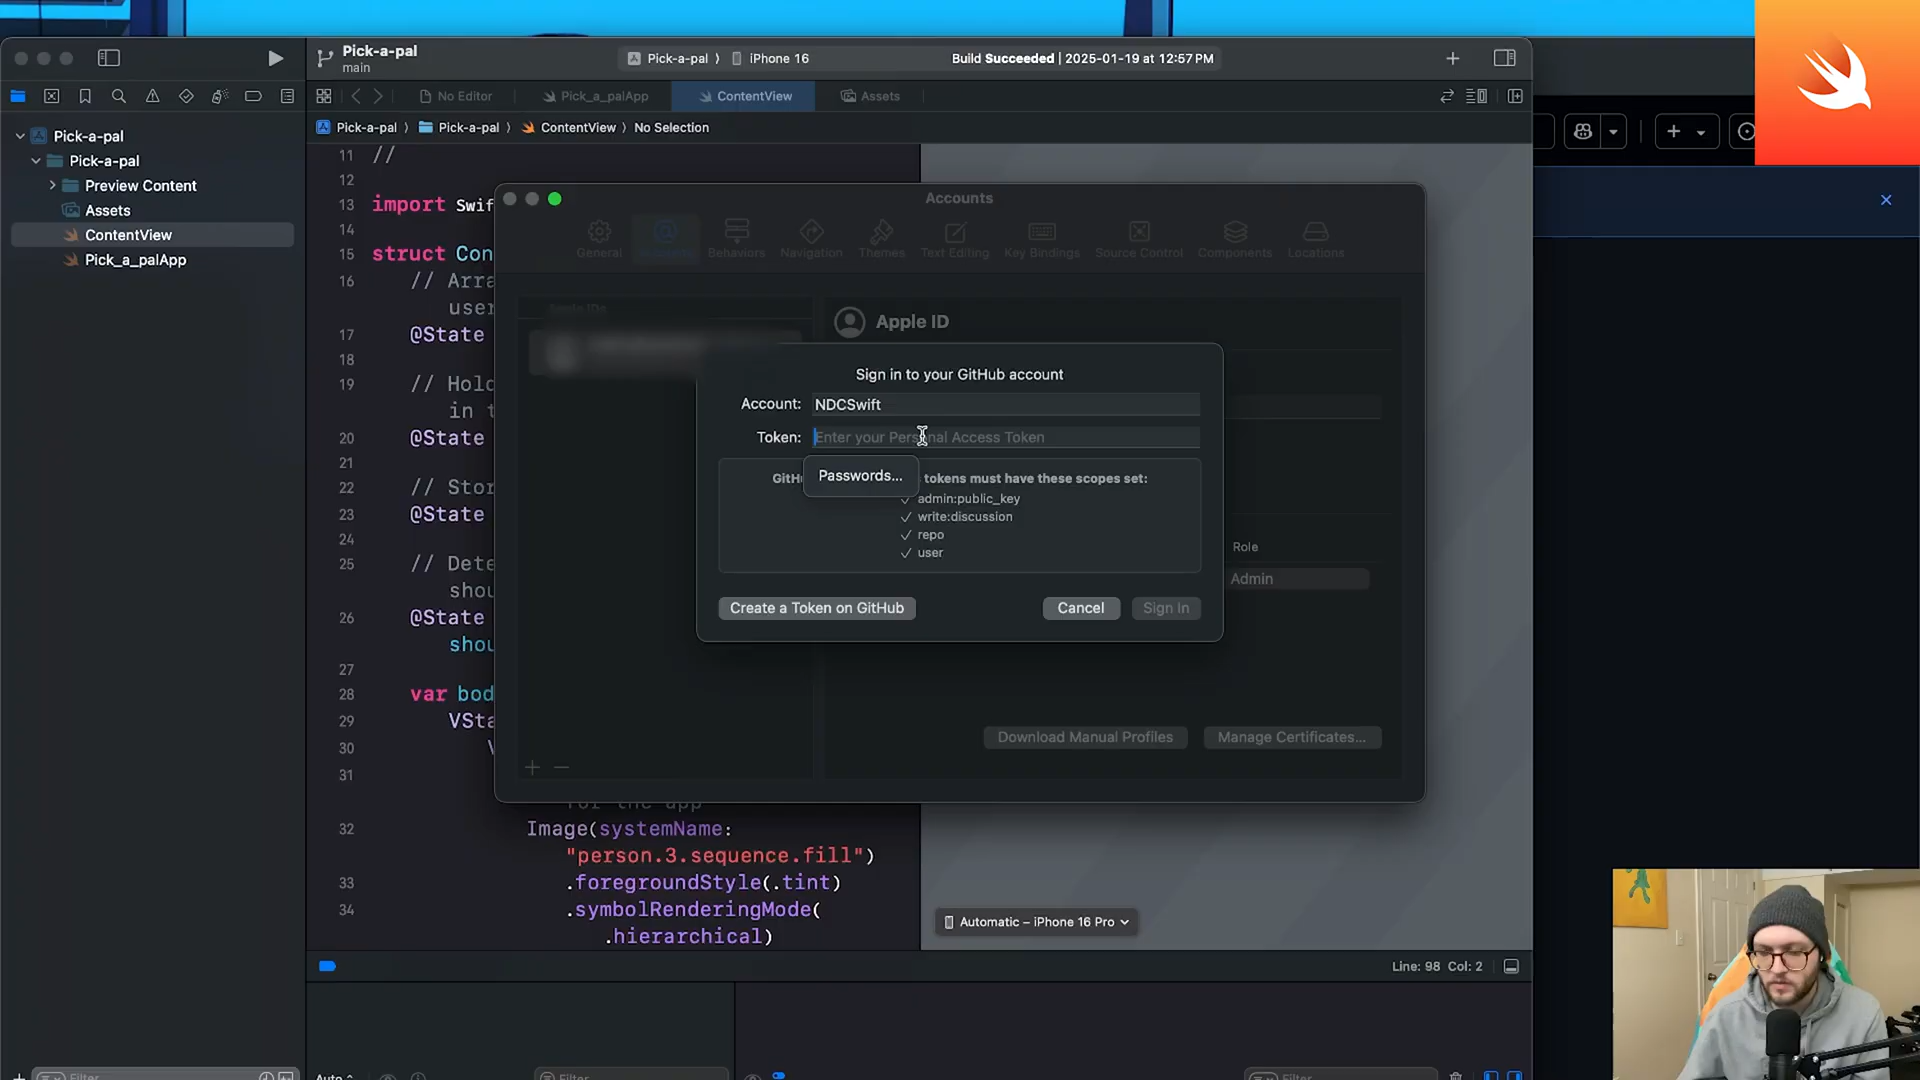 Pick-a-pal
main
Pick-a-pal
iPhone 16
Build Succeeded | 2025-01-19 at 12:57 PM
No Editor
Pick_a_palApp
ContentView
Assets
Pick-a-pal
Pick-a-pal
ContentView
No Selection
Pick-a-pal
Pick-a-pal
Preview Content
Assets
ContentView
Pick_a_palApp
11 //
12
13 import Swif
14
15 struct Con
16 // Arra
user
17 @State
18
19 // Hold
in t
20 @State
21
22 // Stor
23 @State
24
25 // Dete
shou
26 @State
shou
27
28 var bod
29 VSta
30
31
for the app
32 Image(systemName:
"person.3.sequence.fill")
33 .foregroundStyle(.tint)
34 .symbolRenderingMode(
.hierarchical)
Accounts
General
Behaviors
Navigation
Themes
Text Editing
Key Bindings
Source Control
Components
Locations
Apple IDs
Apple ID
Sign in to your GitHub account
Account: NDCSwift
Token: Enter your Personal Access Token
Passwords...
GitH
tokens must have these scopes set:
✓ admin:public_key
✓ write:discussion
✓ repo
✓ user
Create a Token on GitHub
Cancel
Sign In
Role
Admin
Download Manual Profiles
Manage Certificates...
Automatic – iPhone 16 Pro
Line: 98 Col: 2
Filter
Auto
Filter
Filter